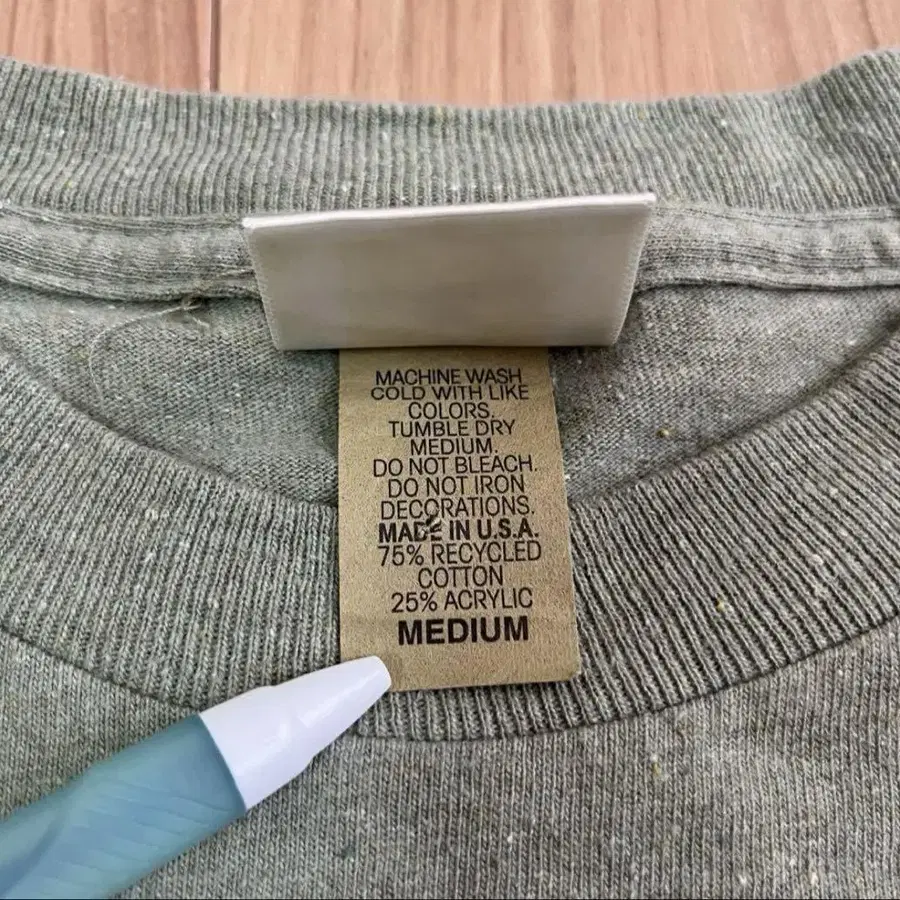 MACHINE WASH
COLD WITH LIKE
COLORS.
TUMBLE DRY
MEDIUM.
DO NOT BLEACH.
DO NOT IRON
DECORATIONS.
MADE IN U.S.A.
75% RECYCLED
COTTON
25% ACRYLIC
MEDIUM